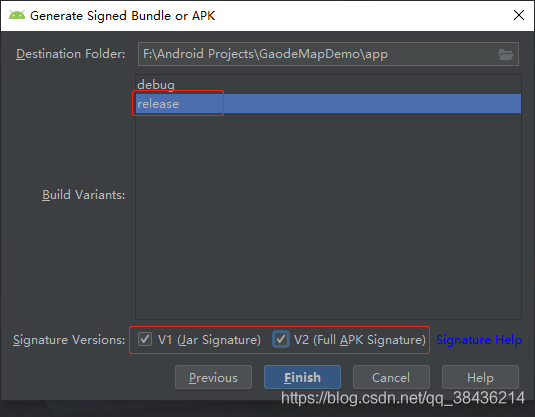 Generate Signed Bundle or APK
Destination Folder: F:\Android Projects\GaodeMapDemo\app
debug
release
Build Variants:
Signature Versions: V1 (Jar Signature) V2 (Full APK Signature) Signature Help
Previous Finish Cancel Help
https://blog.csdn.net/qq_38436214